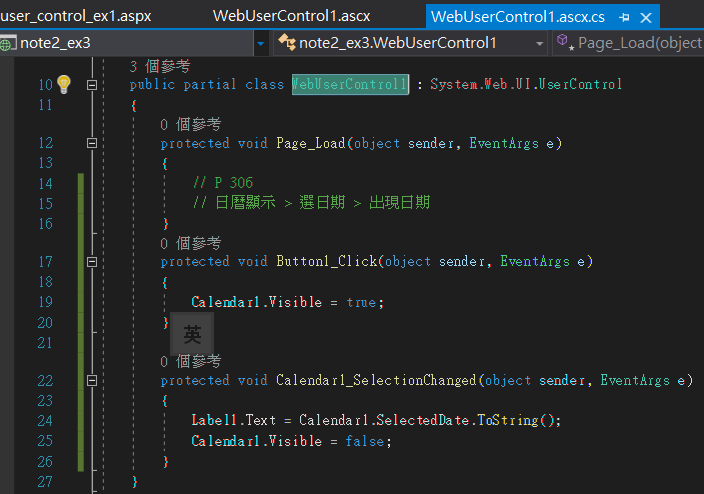 user_control_ex1.aspx WebUserControl1.ascx WebUserControl1.ascx.cs
note2_ex3 note2_ex3.WebUserControl1 Page_Load(object
3 個參考
10 public partial class WebUserControl1 : System.Web.UI.UserControl
11 {
0 個參考
12 protected void Page_Load(object sender, EventArgs e)
13 {
14 // P 306
15 // 日曆顯示 > 選日期 > 出現日期
16 }
0 個參考
17 protected void Button1_Click(object sender, EventArgs e)
18 {
19 Calendar1.Visible = true;
20 }
英
21
0 個參考
22 protected void Calendar1_SelectionChanged(object sender, EventArgs e)
23 {
24 Label1.Text = Calendar1.SelectedDate.ToString();
25 Calendar1.Visible = false;
26 }
27 }